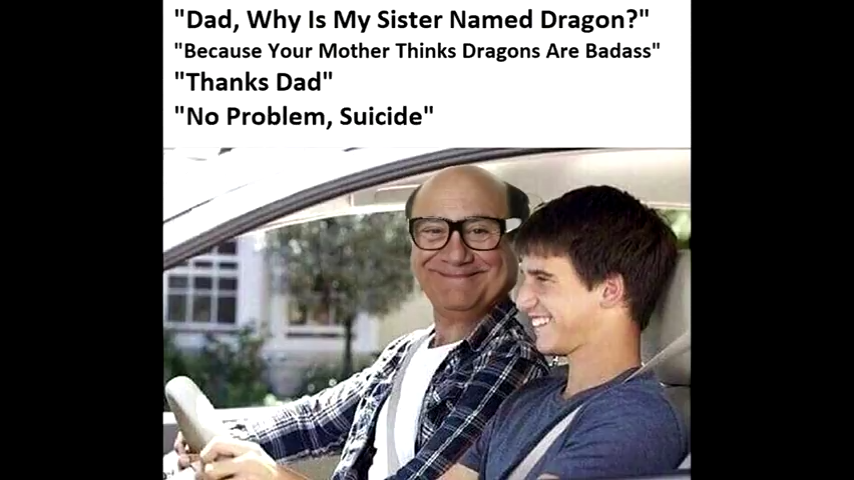 "Dad, Why Is My Sister Named Dragon?"
"Because Your Mother Thinks Dragons Are Badass"
"Thanks Dad"
"No Problem, Suicide"